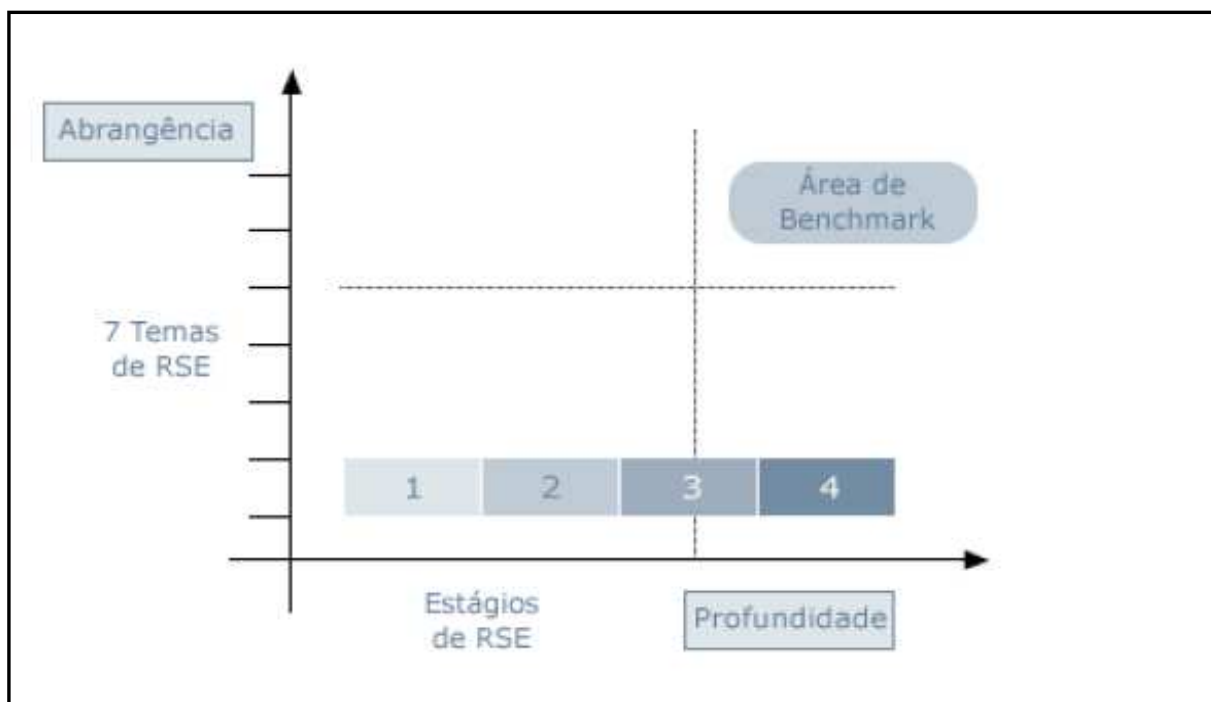 Abrangência
Área de
Benchmark
7 Temas
de RSE
1 2 3 4
Estágios
de RSE
Profundidade